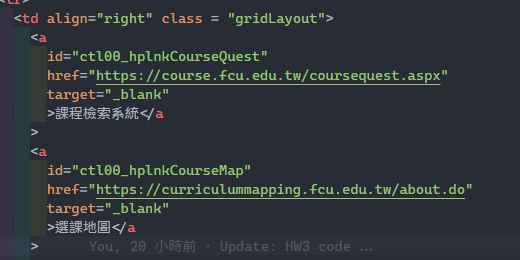 <tr>
<td align="right" class = "gridLayout">
<a
id="ctl00_hplnkCourseQuest"
href="https://course.fcu.edu.tw/coursequest.aspx"
target="_blank"
>課程檢索系統</a
>
<a
id="ctl00_hplnkCourseMap"
href="https://curriculummapping.fcu.edu.tw/about.do"
target="_blank"
>選課地圖</a
> You, 20 小時前 · Update: HW3 code …